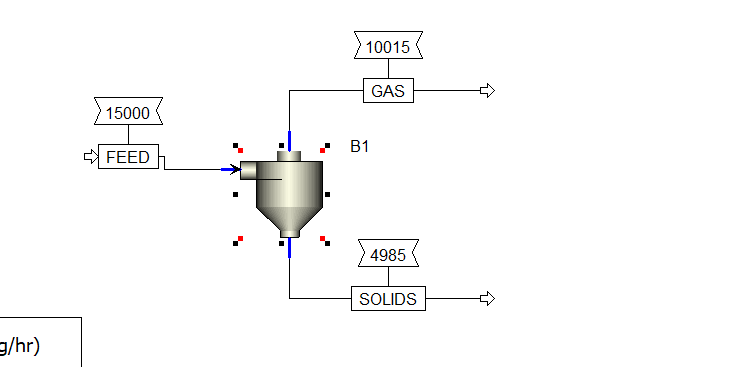 10015
GAS
15000
B1
FEED
4985
SOLIDS
g/hr)